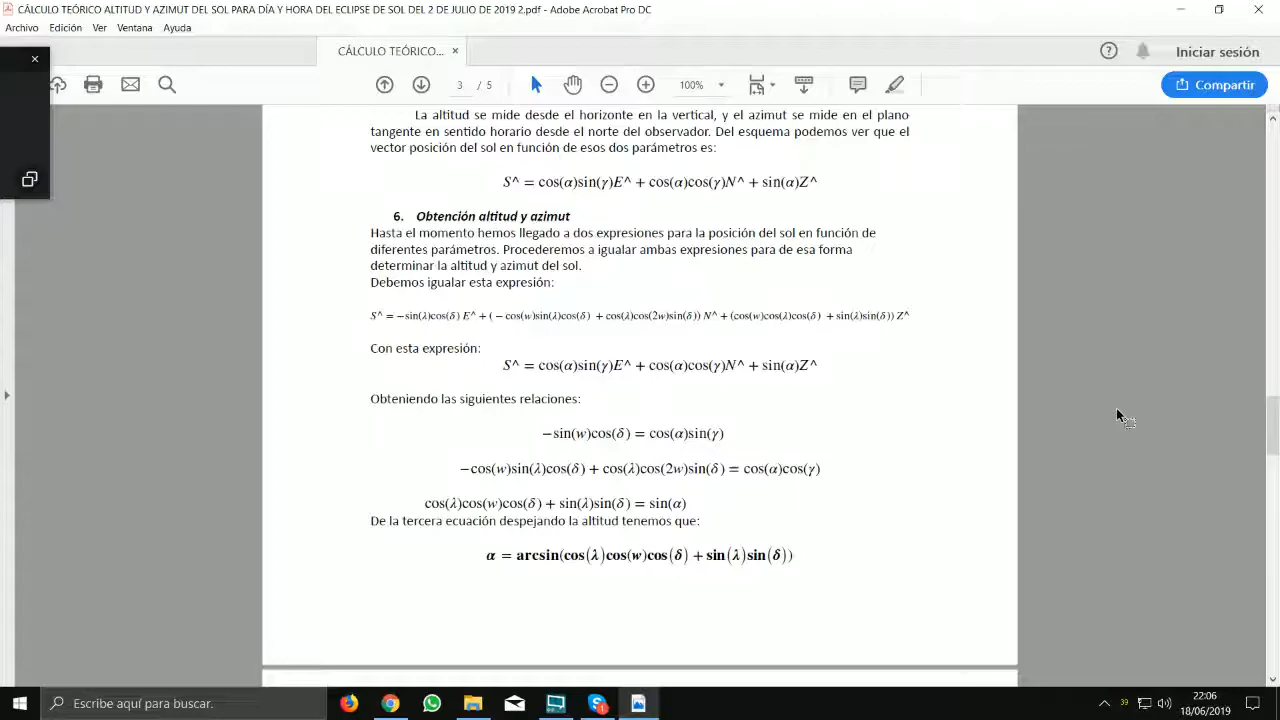 CÁLCULO TEÓRICO ALTITUD Y AZIMUT DEL SOL PARA DÍA Y HORA DEL ECLIPSE DE SOL DEL 2 DE JULIO DE 2019 2.pdf - Adobe Acrobat Pro DC
Archivo Edición Ver Ventana Ayuda
CÁLCULO TEÓRICO... ×
Iniciar sesión
3 / 5
100%
Compartir
La altitud se mide desde el horizonte en la vertical, y el azimut se mide en el plano
tangente en sentido horario desde el norte del observador. Del esquema podemos ver que el
vector posición del sol en función de esos dos parámetros es:
S^ = cos(α)sin(γ)E^ + cos(α)cos(γ)N^ + sin(α)Z^
6. Obtención altitud y azimut
Hasta el momento hemos llegado a dos expresiones para la posición del sol en función de
diferentes parámetros. Procederemos a igualar ambas expresiones para de esa forma
determinar la altitud y azimut del sol.
Debemos igualar esta expresión:
S^ = −sin(λ)cos(δ) E^ + ( − cos(w)sin(λ)cos(δ) + cos(λ)cos(2w)sin(δ)) N^ + (cos(w)cos(λ)cos(δ) + sin(λ)sin(δ)) Z^
Con esta expresión:
S^ = cos(α)sin(γ)E^ + cos(α)cos(γ)N^ + sin(α)Z^
Obteniendo las siguientes relaciones:
−sin(w)cos(δ) = cos(α)sin(γ)
−cos(w)sin(λ)cos(δ) + cos(λ)cos(2w)sin(δ) = cos(α)cos(γ)
cos(λ)cos(w)cos(δ) + sin(λ)sin(δ) = sin(α)
De la tercera ecuación despejando la altitud tenemos que:
α = arcsin(cos(λ)cos(w)cos(δ) + sin(λ)sin(δ))
Escribe aquí para buscar.
39
22:06
18/06/2019